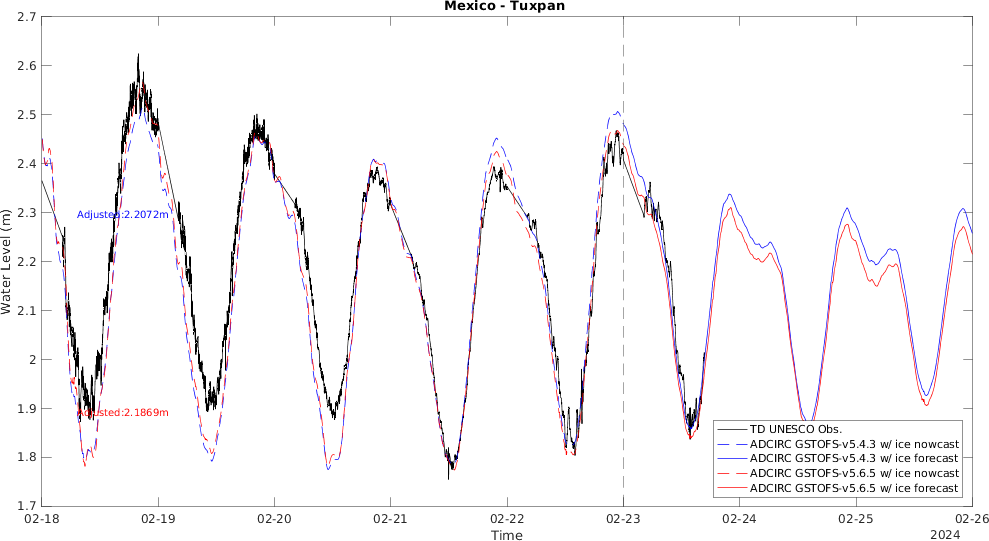 Mexico - Tuxpan
2.7
2.6
2.5
2.4
2.3
2.2
2.1
2
1.9
1.8
1.7
Water Level (m)
Adjusted:2.2072m
Adjusted:2.1869m
TD UNESCO Obs.
ADCIRC GSTOFS-v5.4.3 w/ ice nowcast
ADCIRC GSTOFS-v5.4.3 w/ ice forecast
ADCIRC GSTOFS-v5.6.5 w/ ice nowcast
ADCIRC GSTOFS-v5.6.5 w/ ice forecast
02-18 02-19 02-20 02-21 02-22 02-23 02-24 02-25 02-26
Time
2024